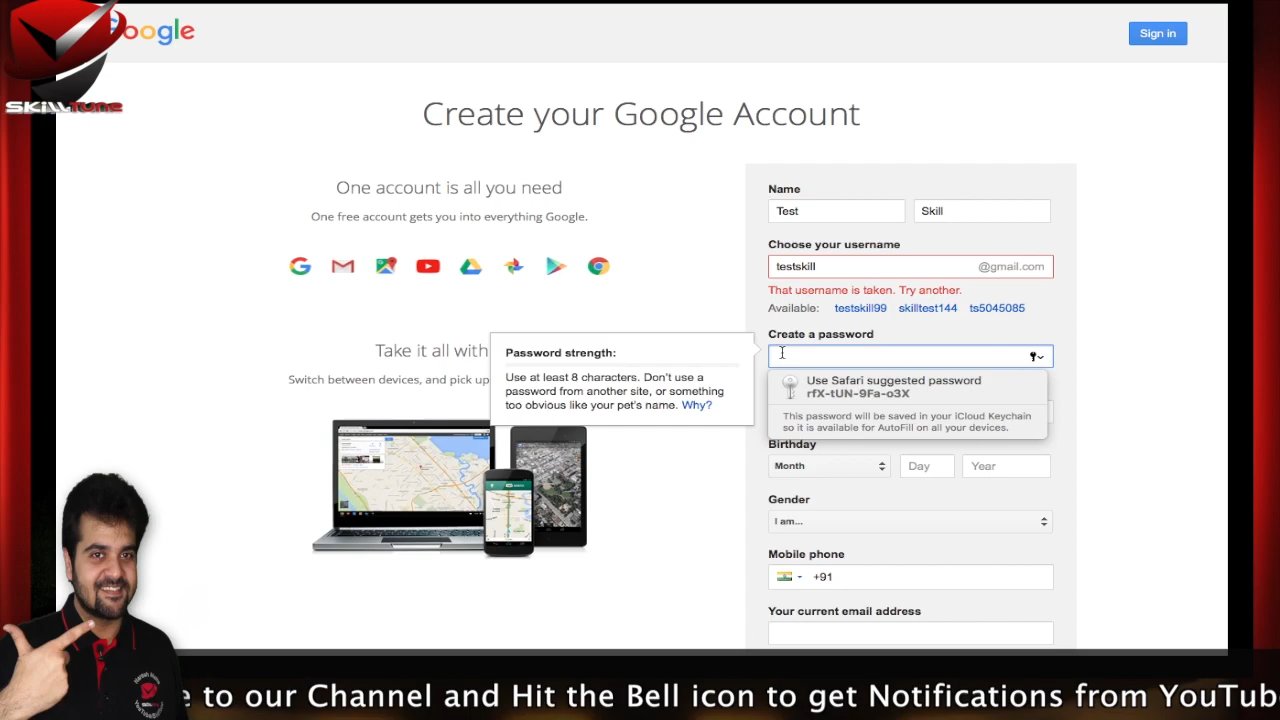 Google
Sign in
SKILLTUNE
Create your Google Account
One account is all you need
One free account gets you into everything Google.
Take it all with
Switch between devices, and pick up
Password strength:
Use at least 8 characters. Don't use a
password from another site, or something
too obvious like your pet's name. Why?
Name
Test
Skill
Choose your username
testskill
@gmail.com
That username is taken. Try another.
Available: testskill99 skilltest144 ts5045085
Create a password
Use Safari suggested password
rfX-tUN-9Fa-o3X
This password will be saved in your iCloud Keychain
so it is available for AutoFill on all your devices.
Birthday
Month
Day
Year
Gender
I am...
Mobile phone
+91
Your current email address
e to our Channel and Hit the Bell icon to get Notifications from YouTub